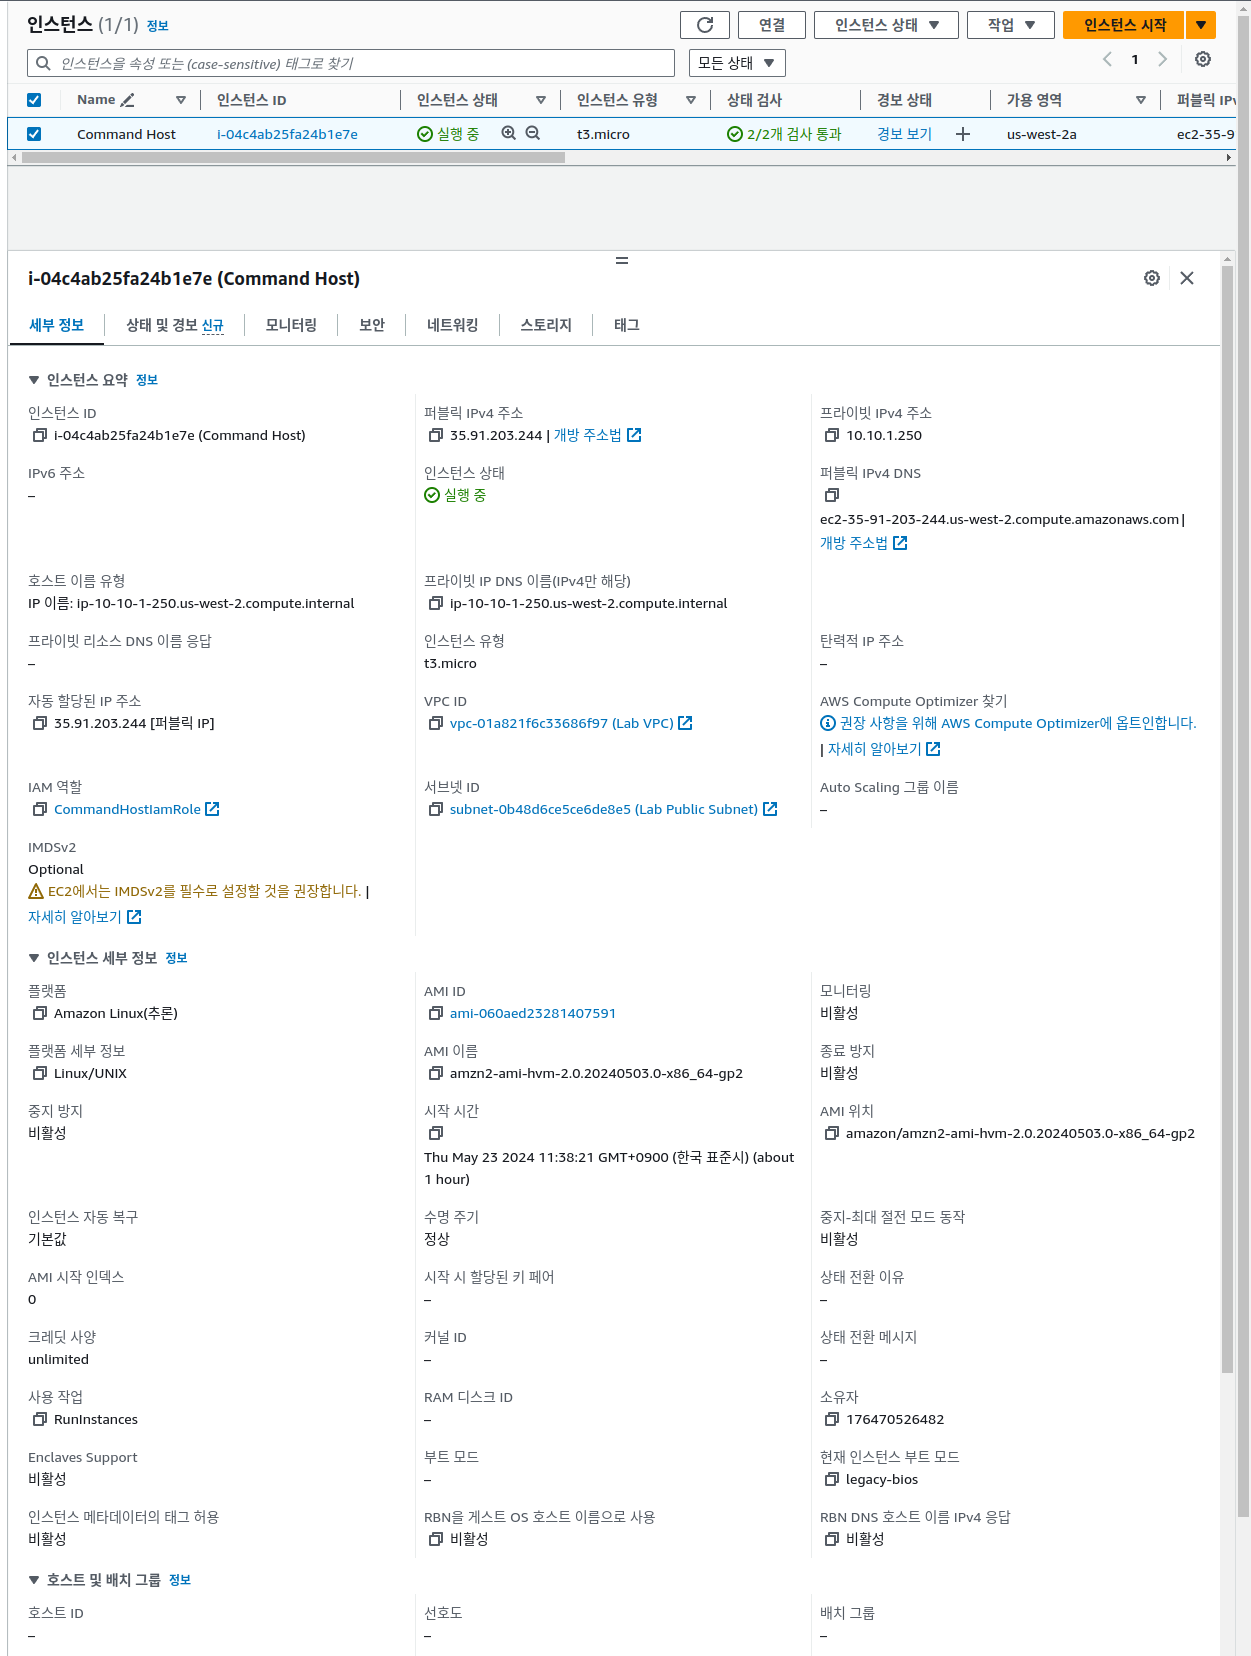 인스턴스 (1/1) 정보
연결
인스턴스 상태
작업
인스턴스 시작
인스턴스을 속성 또는 (case-sensitive) 태그로 찾기
모든 상태
1
Name 인스턴스 ID 인스턴스 상태 인스턴스 유형 상태 검사 경보 상태 가용 영역 퍼블릭 IPv
Command Host i-04c4ab25fa24b1e7e 실행 중 t3.micro 2/2개 검사 통과 경보 보기 us-west-2a ec2-35-9
i-04c4ab25fa24b1e7e (Command Host)
세부 정보 상태 및 경보 신규 모니터링 보안 네트워킹 스토리지 태그
인스턴스 요약 정보
인스턴스 ID 퍼블릭 IPv4 주소 프라이빗 IPv4 주소
i-04c4ab25fa24b1e7e (Command Host) 35.91.203.244 | 개방 주소법 10.10.1.250
IPv6 주소 인스턴스 상태 퍼블릭 IPv4 DNS
– 실행 중
ec2-35-91-203-244.us-west-2.compute.amazonaws.com |
개방 주소법
호스트 이름 유형 프라이빗 IP DNS 이름(IPv4만 해당)
IP 이름: ip-10-10-1-250.us-west-2.compute.internal ip-10-10-1-250.us-west-2.compute.internal
프라이빗 리소스 DNS 이름 응답 인스턴스 유형 탄력적 IP 주소
– t3.micro –
자동 할당된 IP 주소 VPC ID AWS Compute Optimizer 찾기
35.91.203.244 [퍼블릭 IP] vpc-01a821f6c33686f97 (Lab VPC) 권장 사항을 위해 AWS Compute Optimizer에 옵트인합니다.
| 자세히 알아보기
IAM 역할 서브넷 ID Auto Scaling 그룹 이름
CommandHostIamRole subnet-0b48d6ce5ce6de8e5 (Lab Public Subnet) –
IMDSv2
Optional
EC2에서는 IMDSv2를 필수로 설정할 것을 권장합니다. |
자세히 알아보기
인스턴스 세부 정보 정보
플랫폼 AMI ID 모니터링
Amazon Linux(추론) ami-060aed23281407591 비활성
플랫폼 세부 정보 AMI 이름 종료 방지
Linux/UNIX amzn2-ami-hvm-2.0.20240503.0-x86_64-gp2 비활성
중지 방지 시작 시간 AMI 위치
비활성 amazon/amzn2-ami-hvm-2.0.20240503.0-x86_64-gp2
Thu May 23 2024 11:38:21 GMT+0900 (한국 표준시) (about
1 hour)
인스턴스 자동 복구 수명 주기 중지-최대 절전 모드 동작
기본값 정상 비활성
AMI 시작 인덱스 시작 시 할당된 키 페어 상태 전환 이유
0 – –
크레딧 사양 커널 ID 상태 전환 메시지
unlimited – –
사용 작업 RAM 디스크 ID 소유자
RunInstances – 176470526482
Enclaves Support 부트 모드 현재 인스턴스 부트 모드
비활성 – legacy-bios
인스턴스 메타데이터의 태그 허용 RBN을 게스트 OS 호스트 이름으로 사용 RBN DNS 호스트 이름 IPv4 응답
비활성 비활성 비활성
호스트 및 배치 그룹 정보
호스트 ID 선호도 배치 그룹
– – –